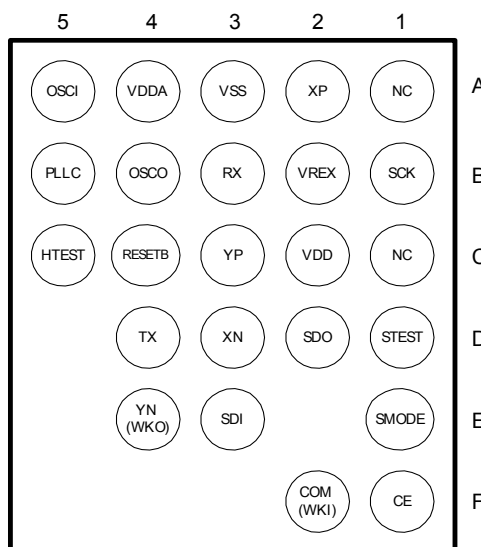 5 4 3 2 1
OSCI VDDA VSS XP NC A
PLLC OSCO RX VREX SCK B
HTEST RESETB YP VDD NC C
TX XN SDO STEST D
YN (WKO) SDI SMODE E
COM (WKI) CE F